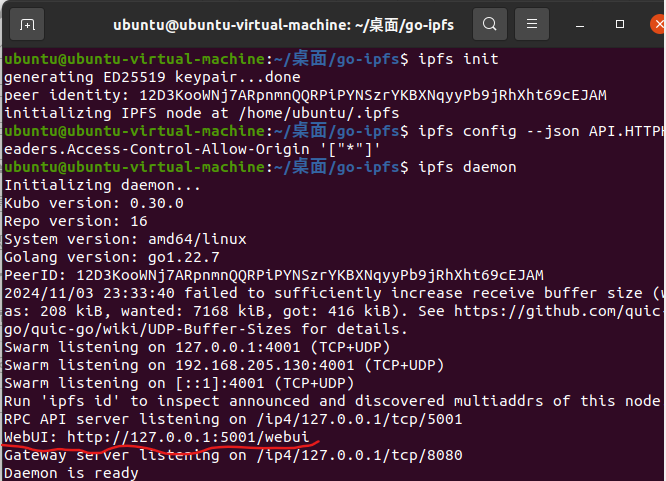 ubuntu@ubuntu-virtual-machine: ~/桌面/go-ipfs
ubuntu@ubuntu-virtual-machine:~/桌面/go-ipfs$ ipfs init
generating ED25519 keypair...done
peer identity: 12D3KooWNj7ARpnmnQQRPiPYNSzrYKBXNqyyPb9jRhXht69cEJAM
initializing IPFS node at /home/ubuntu/.ipfs
ubuntu@ubuntu-virtual-machine:~/桌面/go-ipfs$ ipfs config --json API.HTTPH
eaders.Access-Control-Allow-Origin '["*"]'
ubuntu@ubuntu-virtual-machine:~/桌面/go-ipfs$ ipfs daemon
Initializing daemon...
Kubo version: 0.30.0
Repo version: 16
System version: amd64/linux
Golang version: go1.22.7
PeerID: 12D3KooWNj7ARpnmnQQRPiPYNSzrYKBXNqyyPb9jRhXht69cEJAM
2024/11/03 23:33:40 failed to sufficiently increase receive buffer size (w
as: 208 kiB, wanted: 7168 kiB, got: 416 kiB). See https://github.com/quic-
go/quic-go/wiki/UDP-Buffer-Sizes for details.
Swarm listening on 127.0.0.1:4001 (TCP+UDP)
Swarm listening on 192.168.205.130:4001 (TCP+UDP)
Swarm listening on [::1]:4001 (TCP+UDP)
Run 'ipfs id' to inspect announced and discovered multiaddrs of this node
RPC API server listening on /ip4/127.0.0.1/tcp/5001
WebUI: http://127.0.0.1:5001/webui
Gateway server listening on /ip4/127.0.0.1/tcp/8080
Daemon is ready